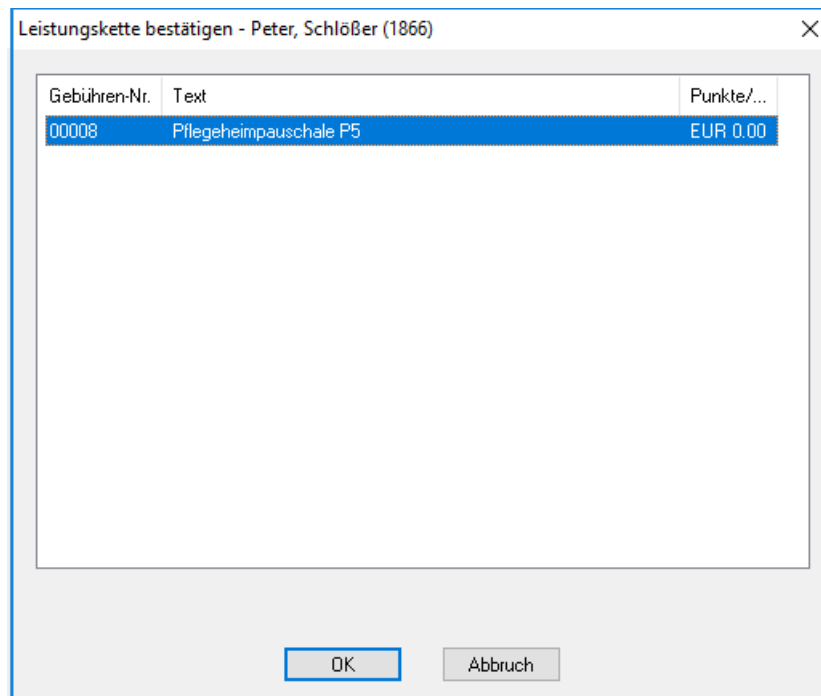 Leistungskette bestätigen - Peter, Schlößer (1866)
Gebühren-Nr. Text Punkte/...
00008 Pflegeheimpauschale P5 EUR 0.00
OK Abbruch